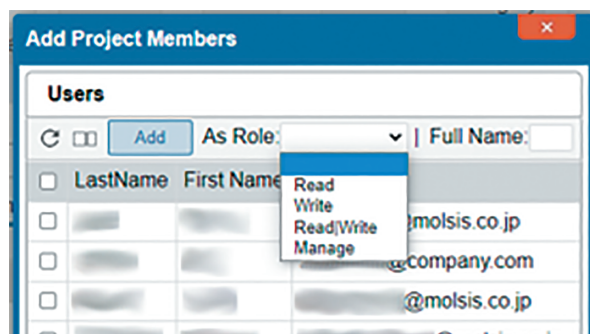 Add Project Members
×
Users
Add As Role: | Full Name:
LastName First Name
Read
Write
Read|Write
Manage
@molsis.co.jp
@company.com
@molsis.co.jp